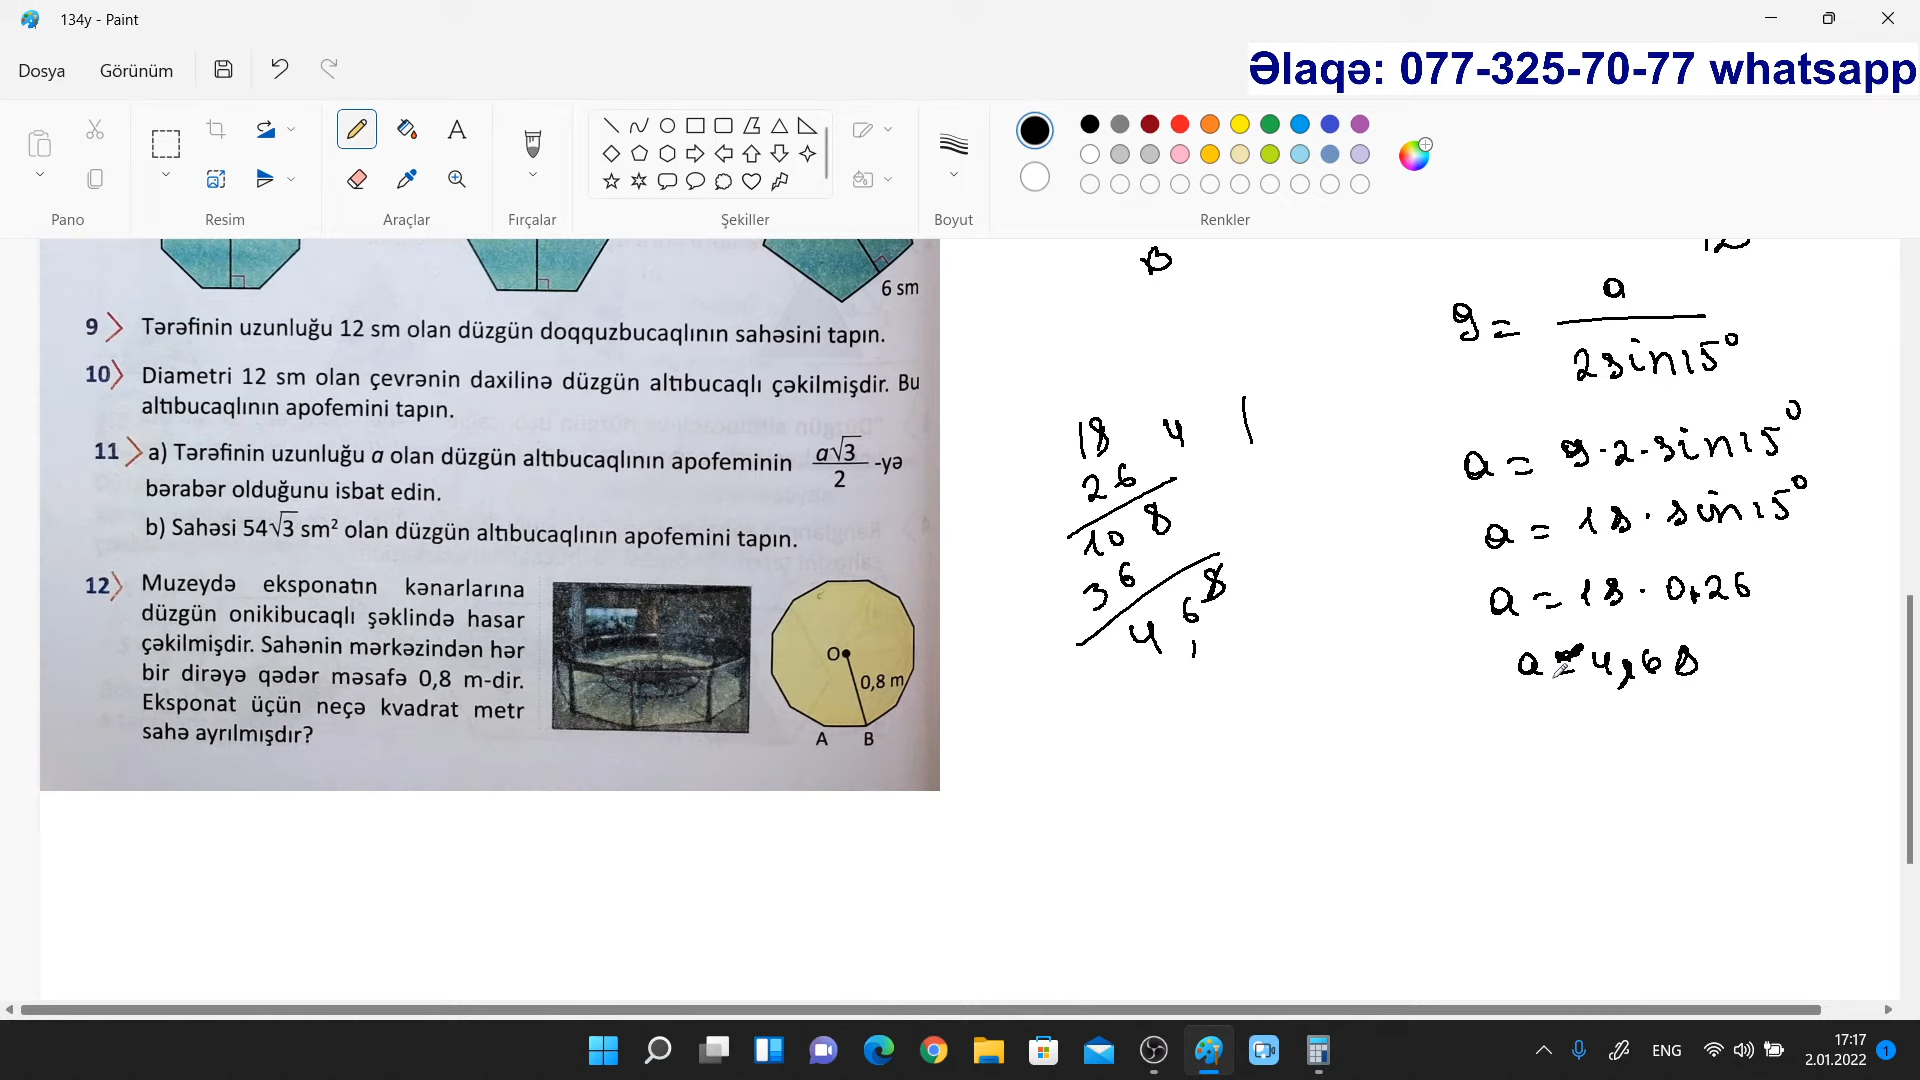 134y - Paint
Dosya
Görünüm
Əlaqə: 077-325-70-77 whatsapp
A
Pano
Resim
Araçlar
Fırçalar
Şekiller
Boyut
Renkler
6 sm
9 Tərəfinin uzunluğu 12 sm olan düzgün doqquzbucaqlının sahəsini tapın.
10 Diametri 12 sm olan çevrənin daxilinə düzgün altıbucaqlı çəkilmişdir. Bu
altıbucaqlının apofemini tapın.
11 a) Tərəfinin uzunluğu a olan düzgün altıbucaqlının apofeminin a√3/2 -yə
bərabər olduğunu isbat edin.
b) Sahəsi 54√3 sm² olan düzgün altıbucaqlının apofemini tapın.
12 Muzeydə eksponatın kənarlarına
düzgün onikibucaqlı şəklində hasar
çəkilmişdir. Sahənin mərkəzindən hər
bir dirəyə qədər məsafə 0,8 m-dir.
Eksponat üçün neçə kvadrat metr
sahə ayrılmışdır?
O
0,8 m
A B
B
12
9 = a / 2sin15°
18 4
26
108
36
468
1
a = 9·2·sin15°
a = 18·sin15°
a = 18·0,26
a = 4,68
ENG
17:17
2.01.2022
1